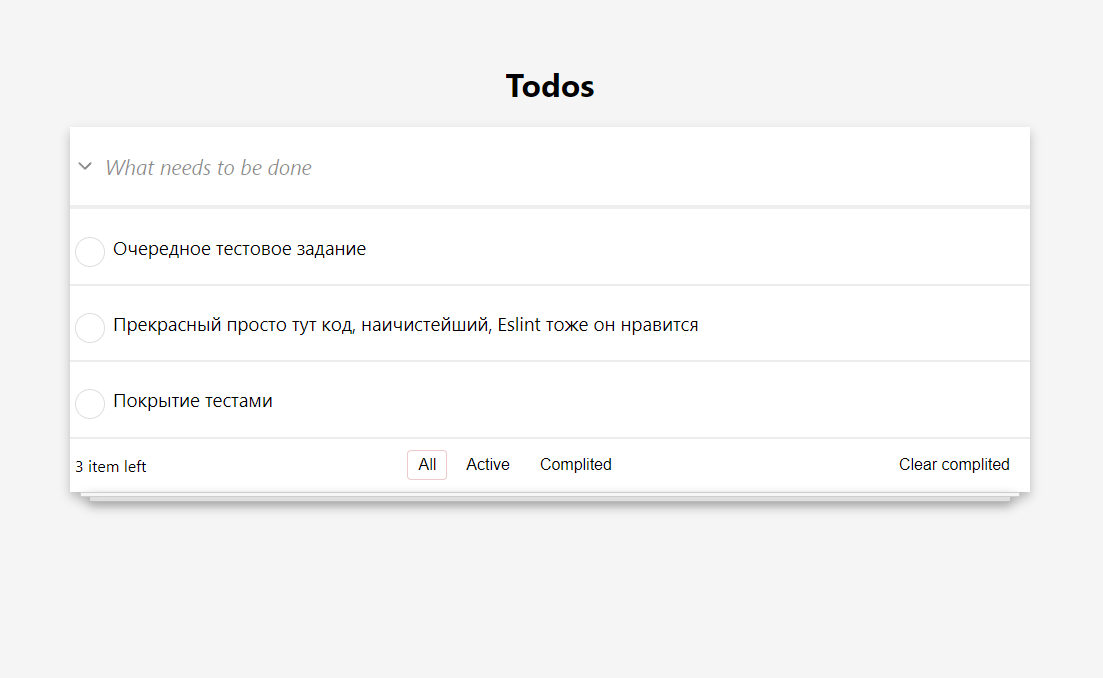 Todos
What needs to be done
Очередное тестовое задание
Прекрасный просто тут код, наичистейший, Eslint тоже он нравится
Покрытие тестами
3 item left All Active Complited Clear complited